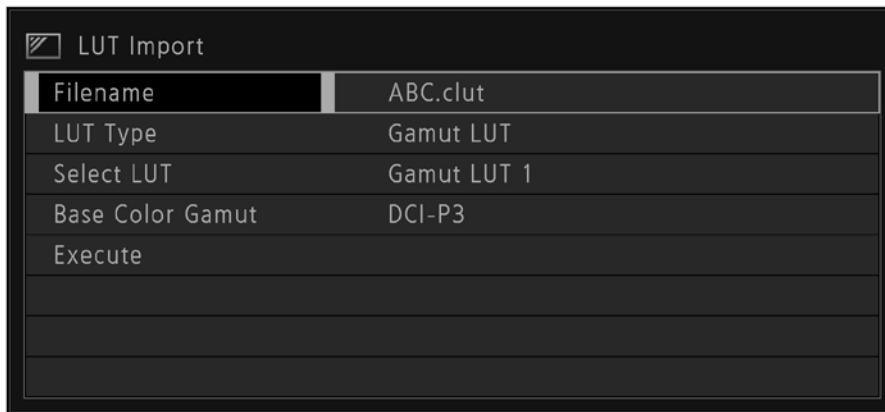 LUT Import
Filename ABC.clut
LUT Type Gamut LUT
Select LUT Gamut LUT 1
Base Color Gamut DCI-P3
Execute